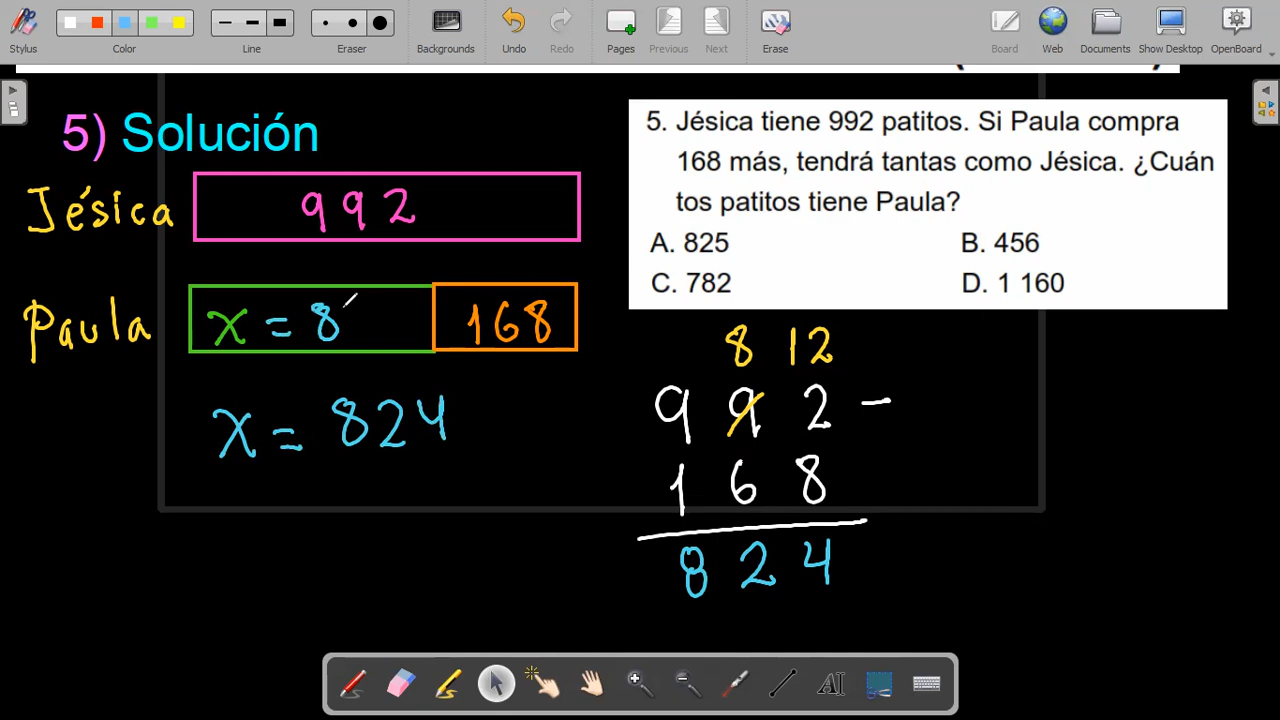 Stylus
Color
Line
Eraser
Backgrounds
Undo
Redo
Pages
Previous
Next
Erase
Board
Web
Documents
Show Desktop
OpenBoard
5) Solución
Jésica 992
Paula x = 8 168
x = 824
5. Jésica tiene 992 patitos. Si Paula compra
168 más, tendrá tantas como Jésica. ¿Cuán
tos patitos tiene Paula?
A. 825 B. 456
C. 782 D. 1 160
8 12
9 9 2 −
1 6 8
8 2 4